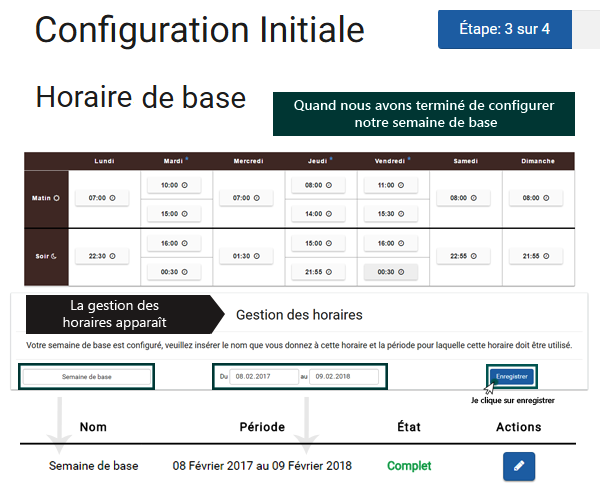 Configuration Initiale
Étape: 3 sur 4
Horaire de base
Quand nous avons terminé de configurer
notre semaine de base
Lundi Mardi Mercredi Jeudi Vendredi Samedi Dimanche
Matin 07:00 10:00 07:00 08:00 11:00 08:00 08:00
15:00 14:00 15:30
Soir 22:30 16:00 01:30 15:00 16:00 22:55 21:55
00:30 21:55 00:30
La gestion des
horaires apparaît
Gestion des horaires
Votre semaine de base est configuré, veuillez insérer le nom que vous donnez à cette horaire et la période pour laquelle cette horaire doit être utilisé.
Semaine de base Du 08.02.2017 au 09.02.2018 Enregistrer
Je clique sur enregistrer
Nom Période État Actions
Semaine de base 08 Février 2017 au 09 Février 2018 Complet